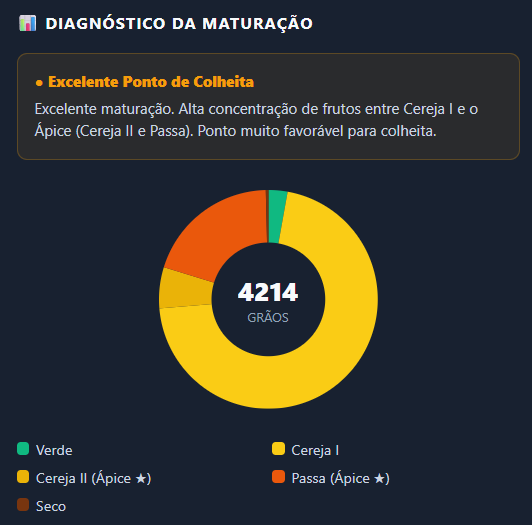 DIAGNÓSTICO DA MATURAÇÃO
● Excelente Ponto de Colheita
Excelente maturação. Alta concentração de frutos entre Cereja I e o
Ápice (Cereja II e Passa). Ponto muito favorável para colheita.
4214
GRÃOS
Verde
Cereja I
Cereja II (Ápice ★)
Passa (Ápice ★)
Seco